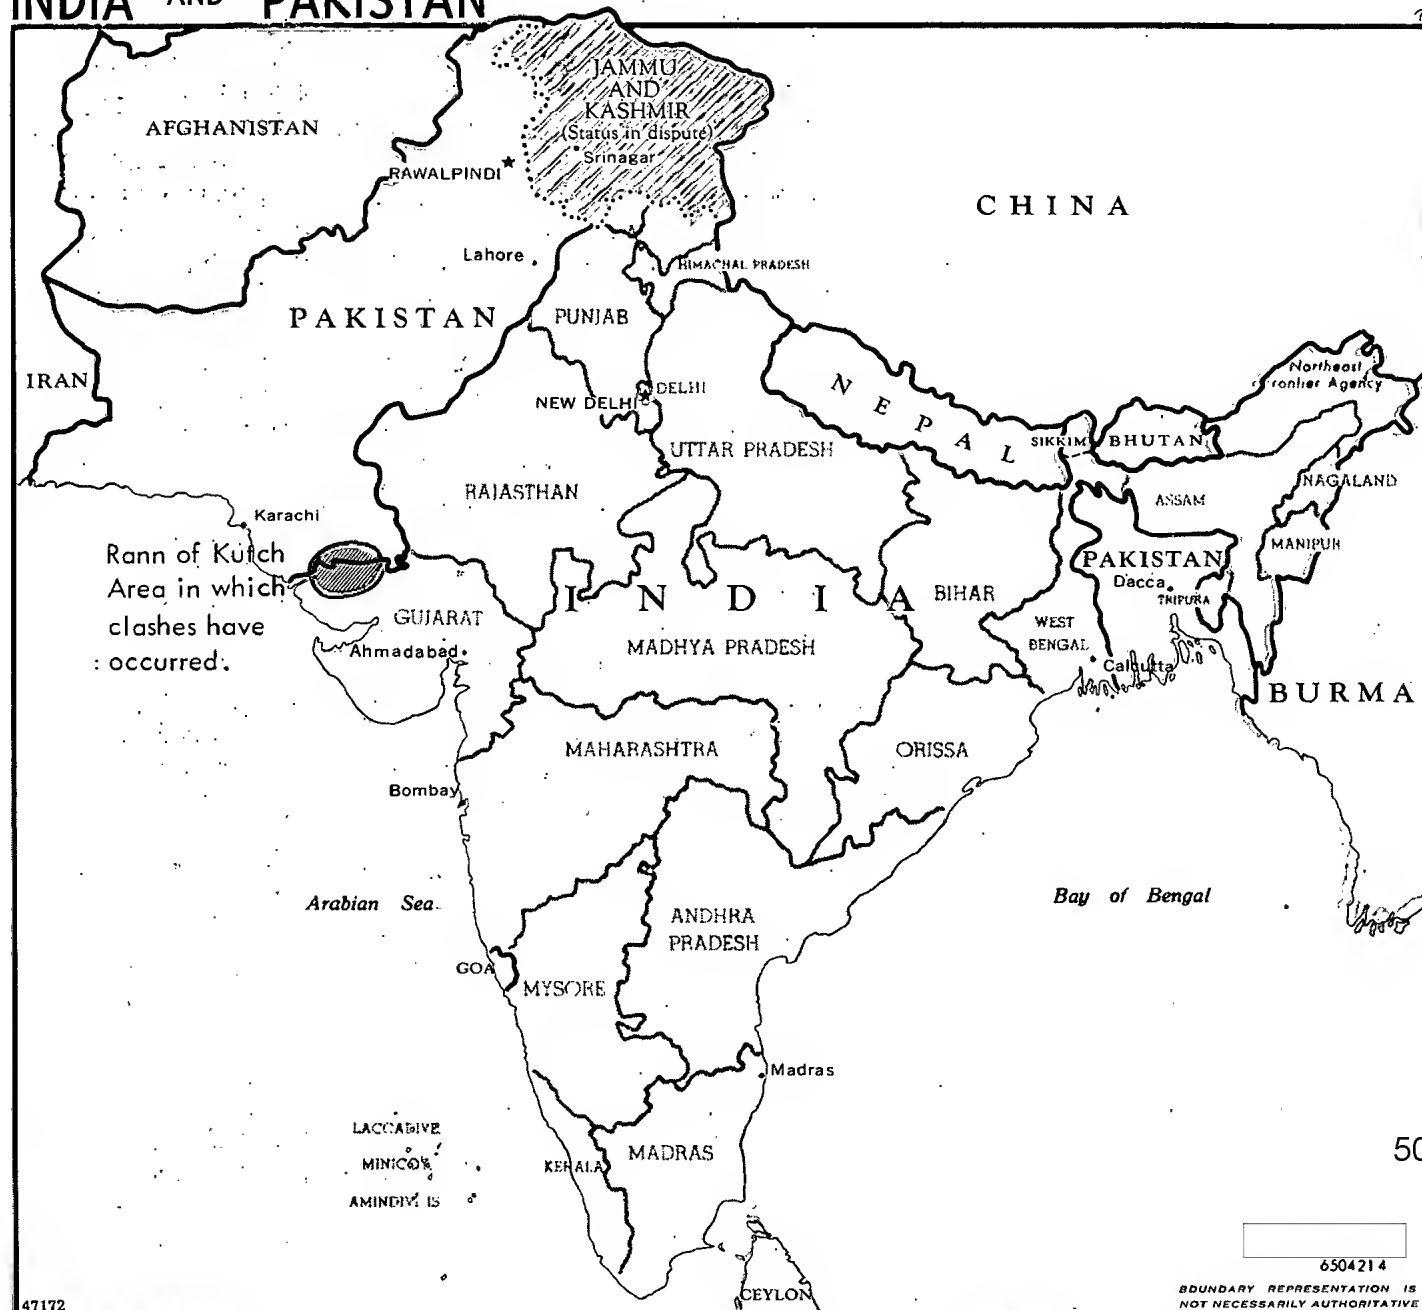 INDIA AND PAKISTAN
JAMMU
AND
KASHMIR
(Status in dispute)
Srinagar
AFGHANISTAN
RAWALPINDI
CHINA
Lahore
HIMACHAL PRADESH
PAKISTAN
PUNJAB
IRAN
Northeast
Frontier Agency
DELHI
NEW DELHI
NEPAL
SIKKIM
BHUTAN
UTTAR PRADESH
RAJASTHAN
NAGALAND
ASSAM
Karachi
MANIPUR
Rann of Kutch
Area in which
clashes have
occurred.
PAKISTAN
Dacca
TRIPURA
INDIA
BIHAR
GUJARAT
WEST
BENGAL
MADHYA PRADESH
Ahmadabad
Calcutta
BURMA
MAHARASHTRA
ORISSA
Bombay
Arabian Sea
Bay of Bengal
ANDHRA
PRADESH
GOA
MYSORE
Madras
LACCADIVE
MINICOY
KERALA
MADRAS
50
6504214
CEYLON
BOUNDARY REPRESENTATION IS
NOT NECESSARILY AUTHORITATIVE
47172